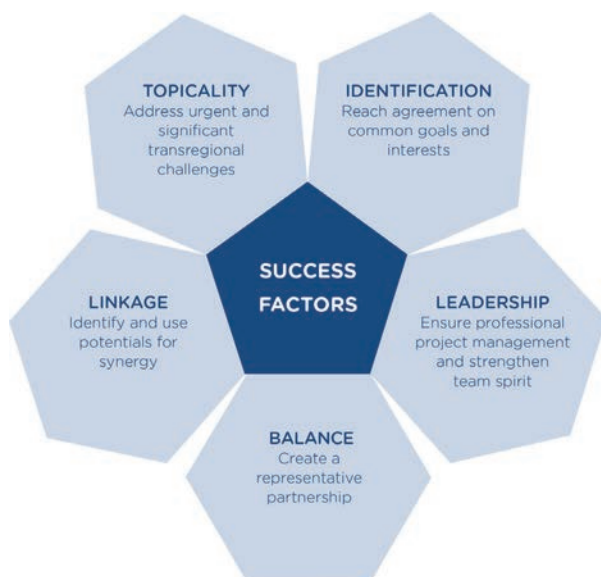 TOPICALITY
Address urgent and
significant
transregional
challenges
IDENTIFICATION
Reach agreement on
common goals and
interests
SUCCESS
FACTORS
LINKAGE
Identify and use
potentials for
synergy
LEADERSHIP
Ensure professional
project management
and strengthen
team spirit
BALANCE
Create a
representative
partnership